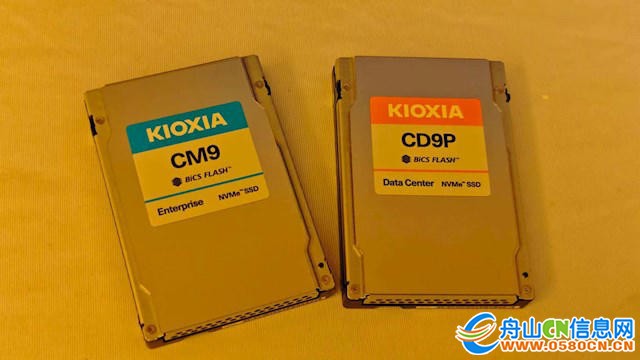 KIOXIA
CM9
BiCS FLASH™
Enterprise NVMe™ SSD
KIOXIA
CD9P
BiCS FLASH™
Data Center NVMe™ SSD
舟山CN信息网
www.0580CN.CN